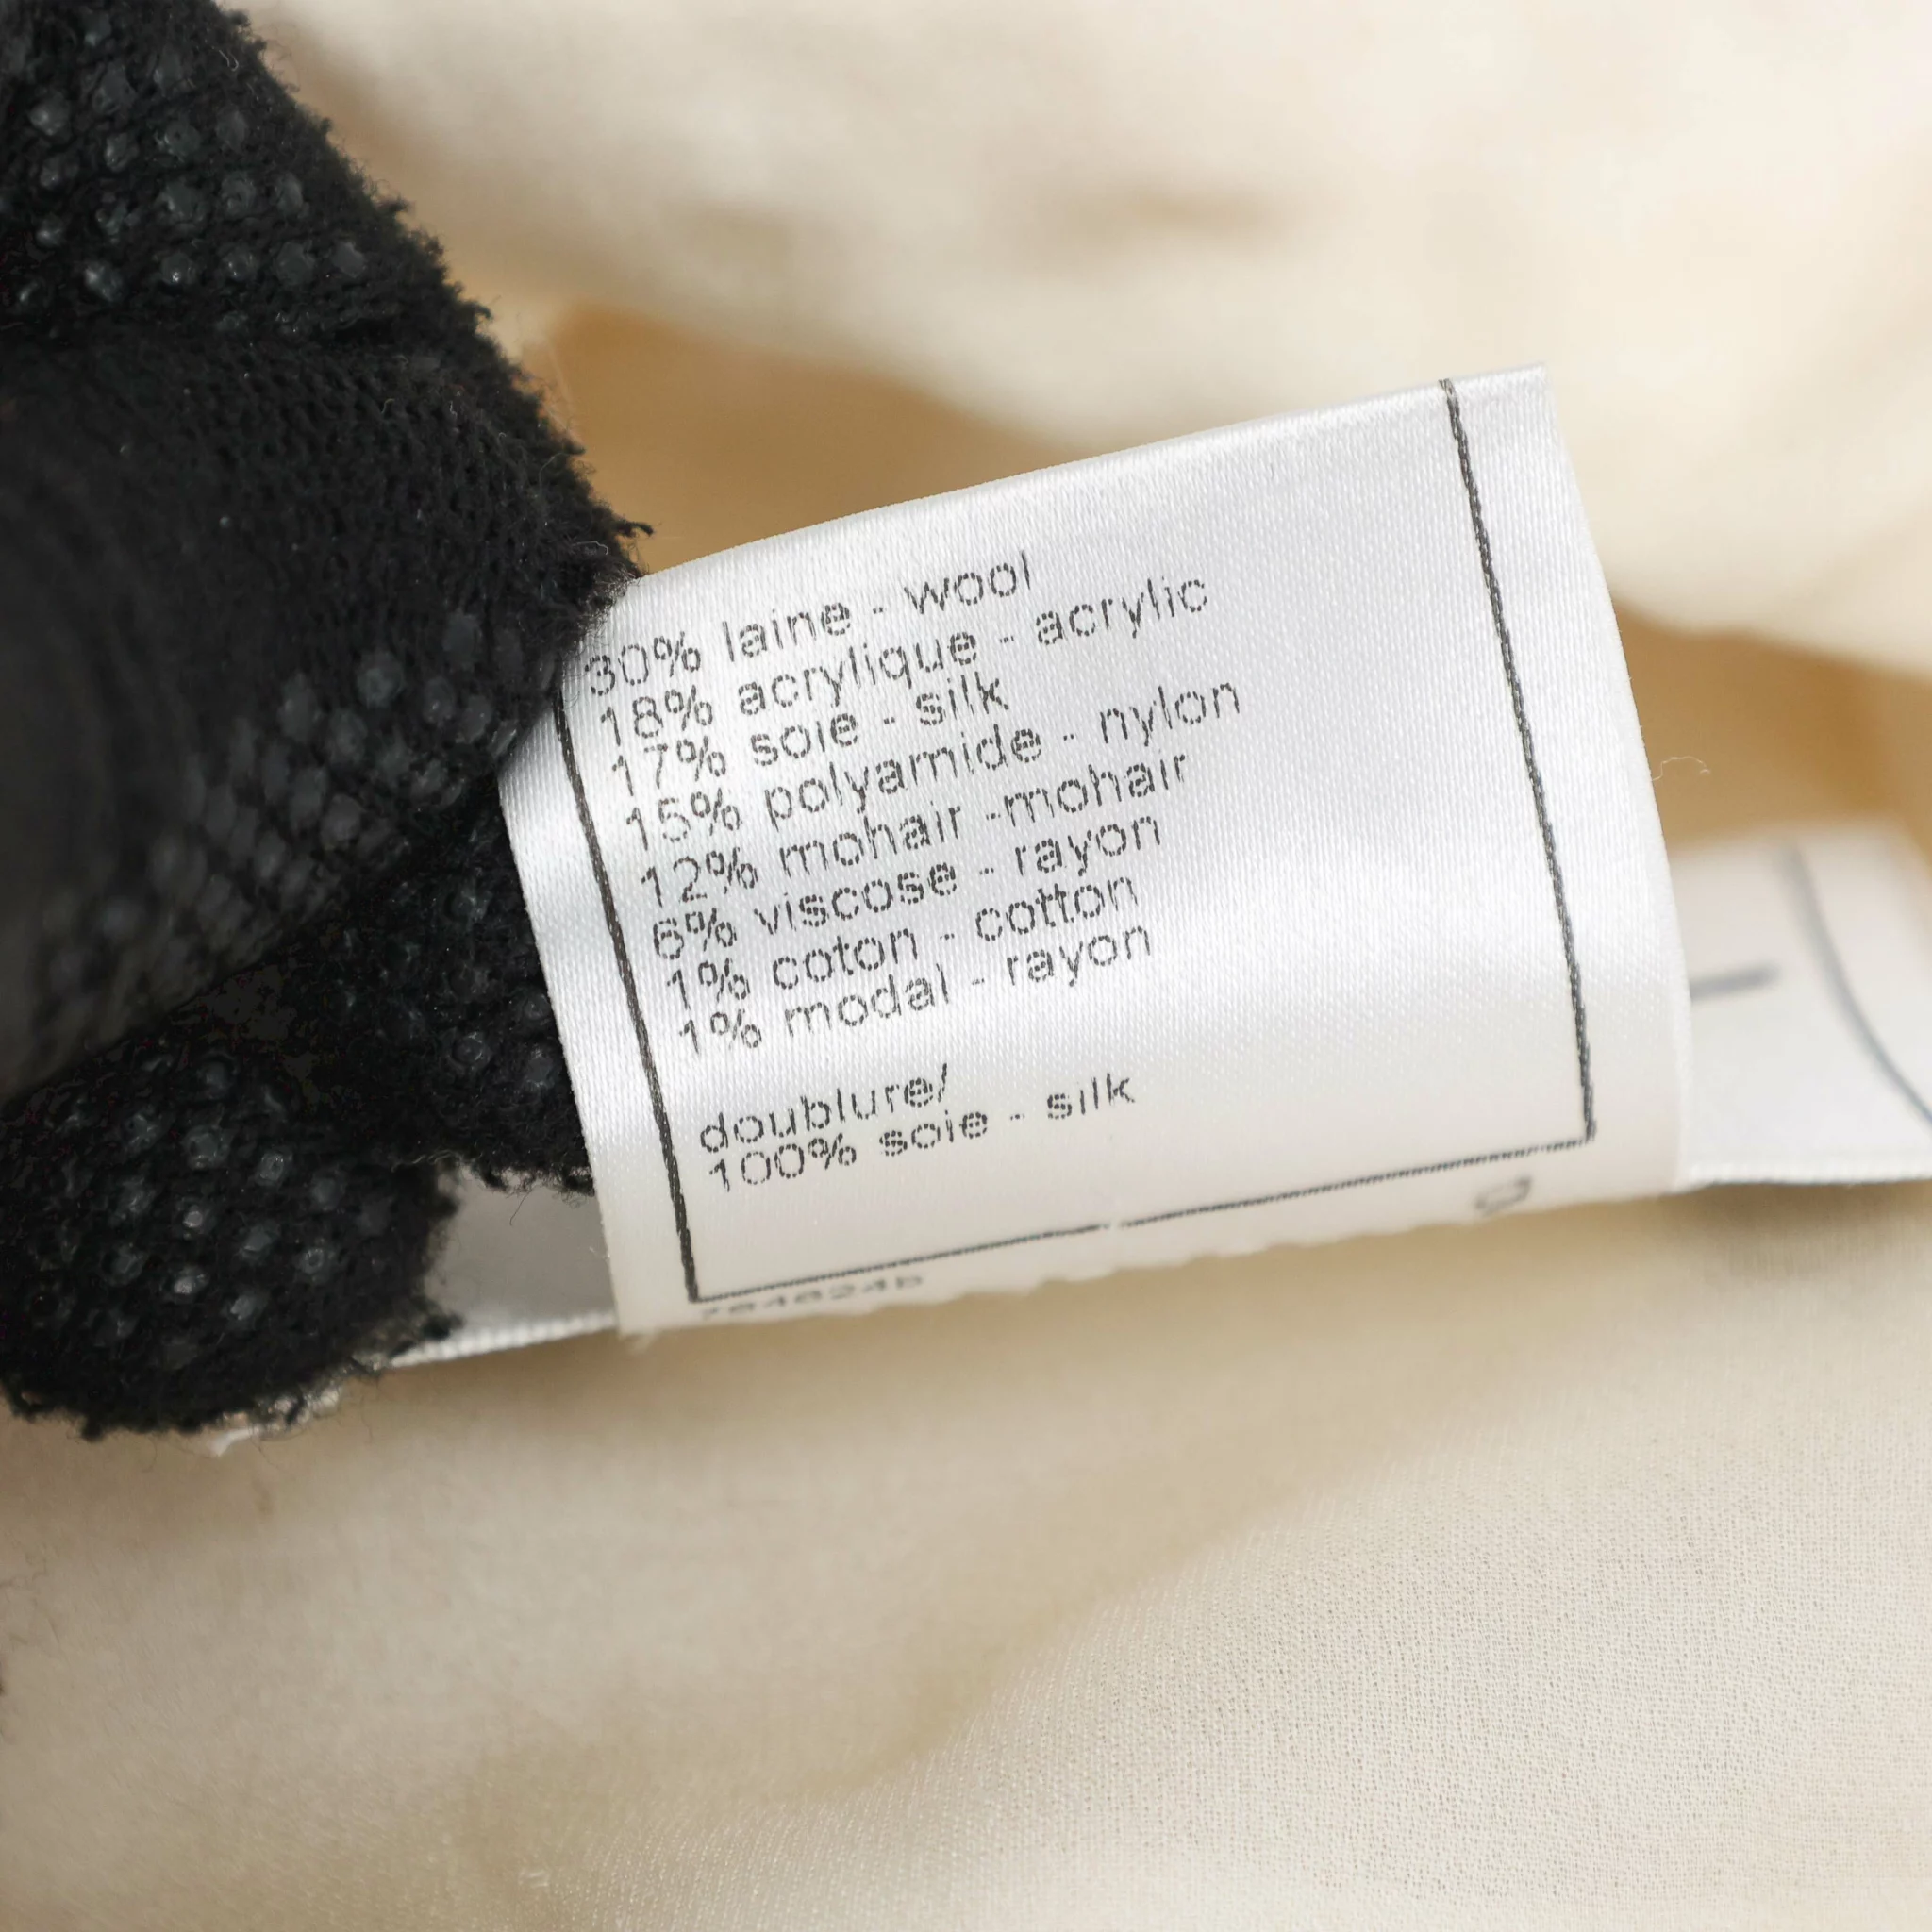 30% laine - wool
18% acrylique - acrylic
17% soie - silk
15% polyamide - nylon
12% mohair -mohair
6% viscose - rayon
1% coton - cotton
1% modal - rayon
doublure/
100% soie - silk